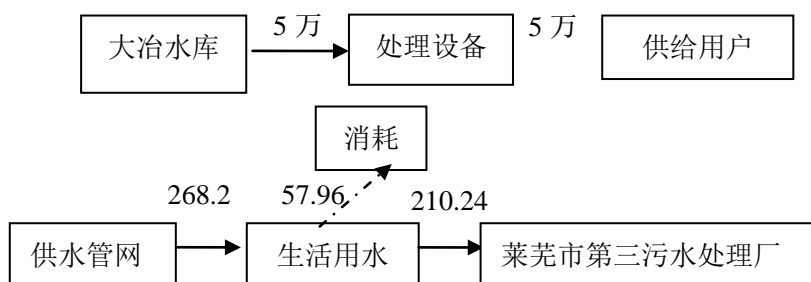 大冶水库 5 万 处理设备 5 万 供给用户
消耗
268.2 57.96 210.24
供水管网 生活用水 莱芜市第三污水处理厂